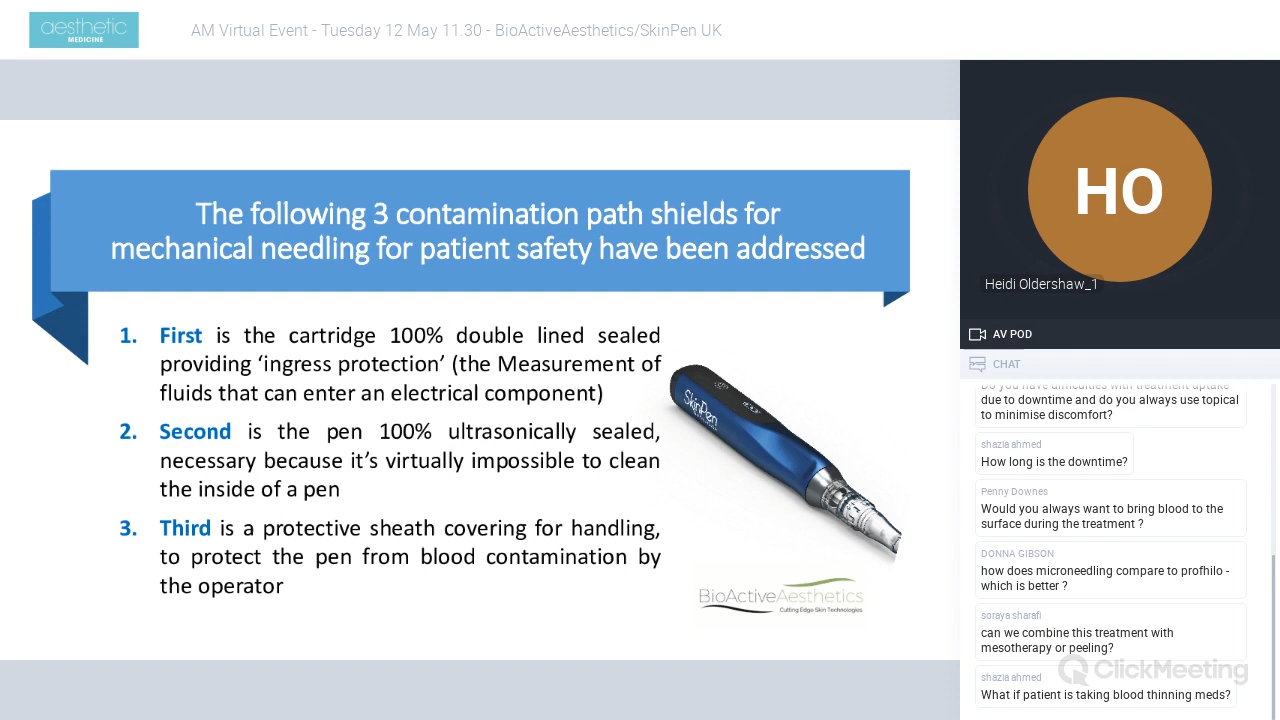 aesthetic
MEDICINE
AM Virtual Event - Tuesday 12 May 11.30 - BioActiveAesthetics/SkinPen UK
The following 3 contamination path shields for
mechanical needling for patient safety have been addressed
1. First is the cartridge 100% double lined sealed
providing ‘ingress protection’ (the Measurement of
fluids that can enter an electrical component)
2. Second is the pen 100% ultrasonically sealed,
necessary because it’s virtually impossible to clean
the inside of a pen
3. Third is a protective sheath covering for handling,
to protect the pen from blood contamination by
the operator
SkinPen
BioActiveAesthetics
Cutting Edge Skin Technologies
HO
Heidi Oldershaw_1
AV POD
CHAT
Do you have difficulties with treatment uptake
due to downtime and do you always use topical
to minimise discomfort?
shazia ahmed
How long is the downtime?
Penny Downes
Would you always want to bring blood to the
surface during the treatment ?
DONNA GIBSON
how does microneedling compare to profhilo -
which is better ?
soraya sharafi
can we combine this treatment with
mesotherapy or peeling?
ClickMeeting
shazia ahmed
What if patient is taking blood thinning meds?